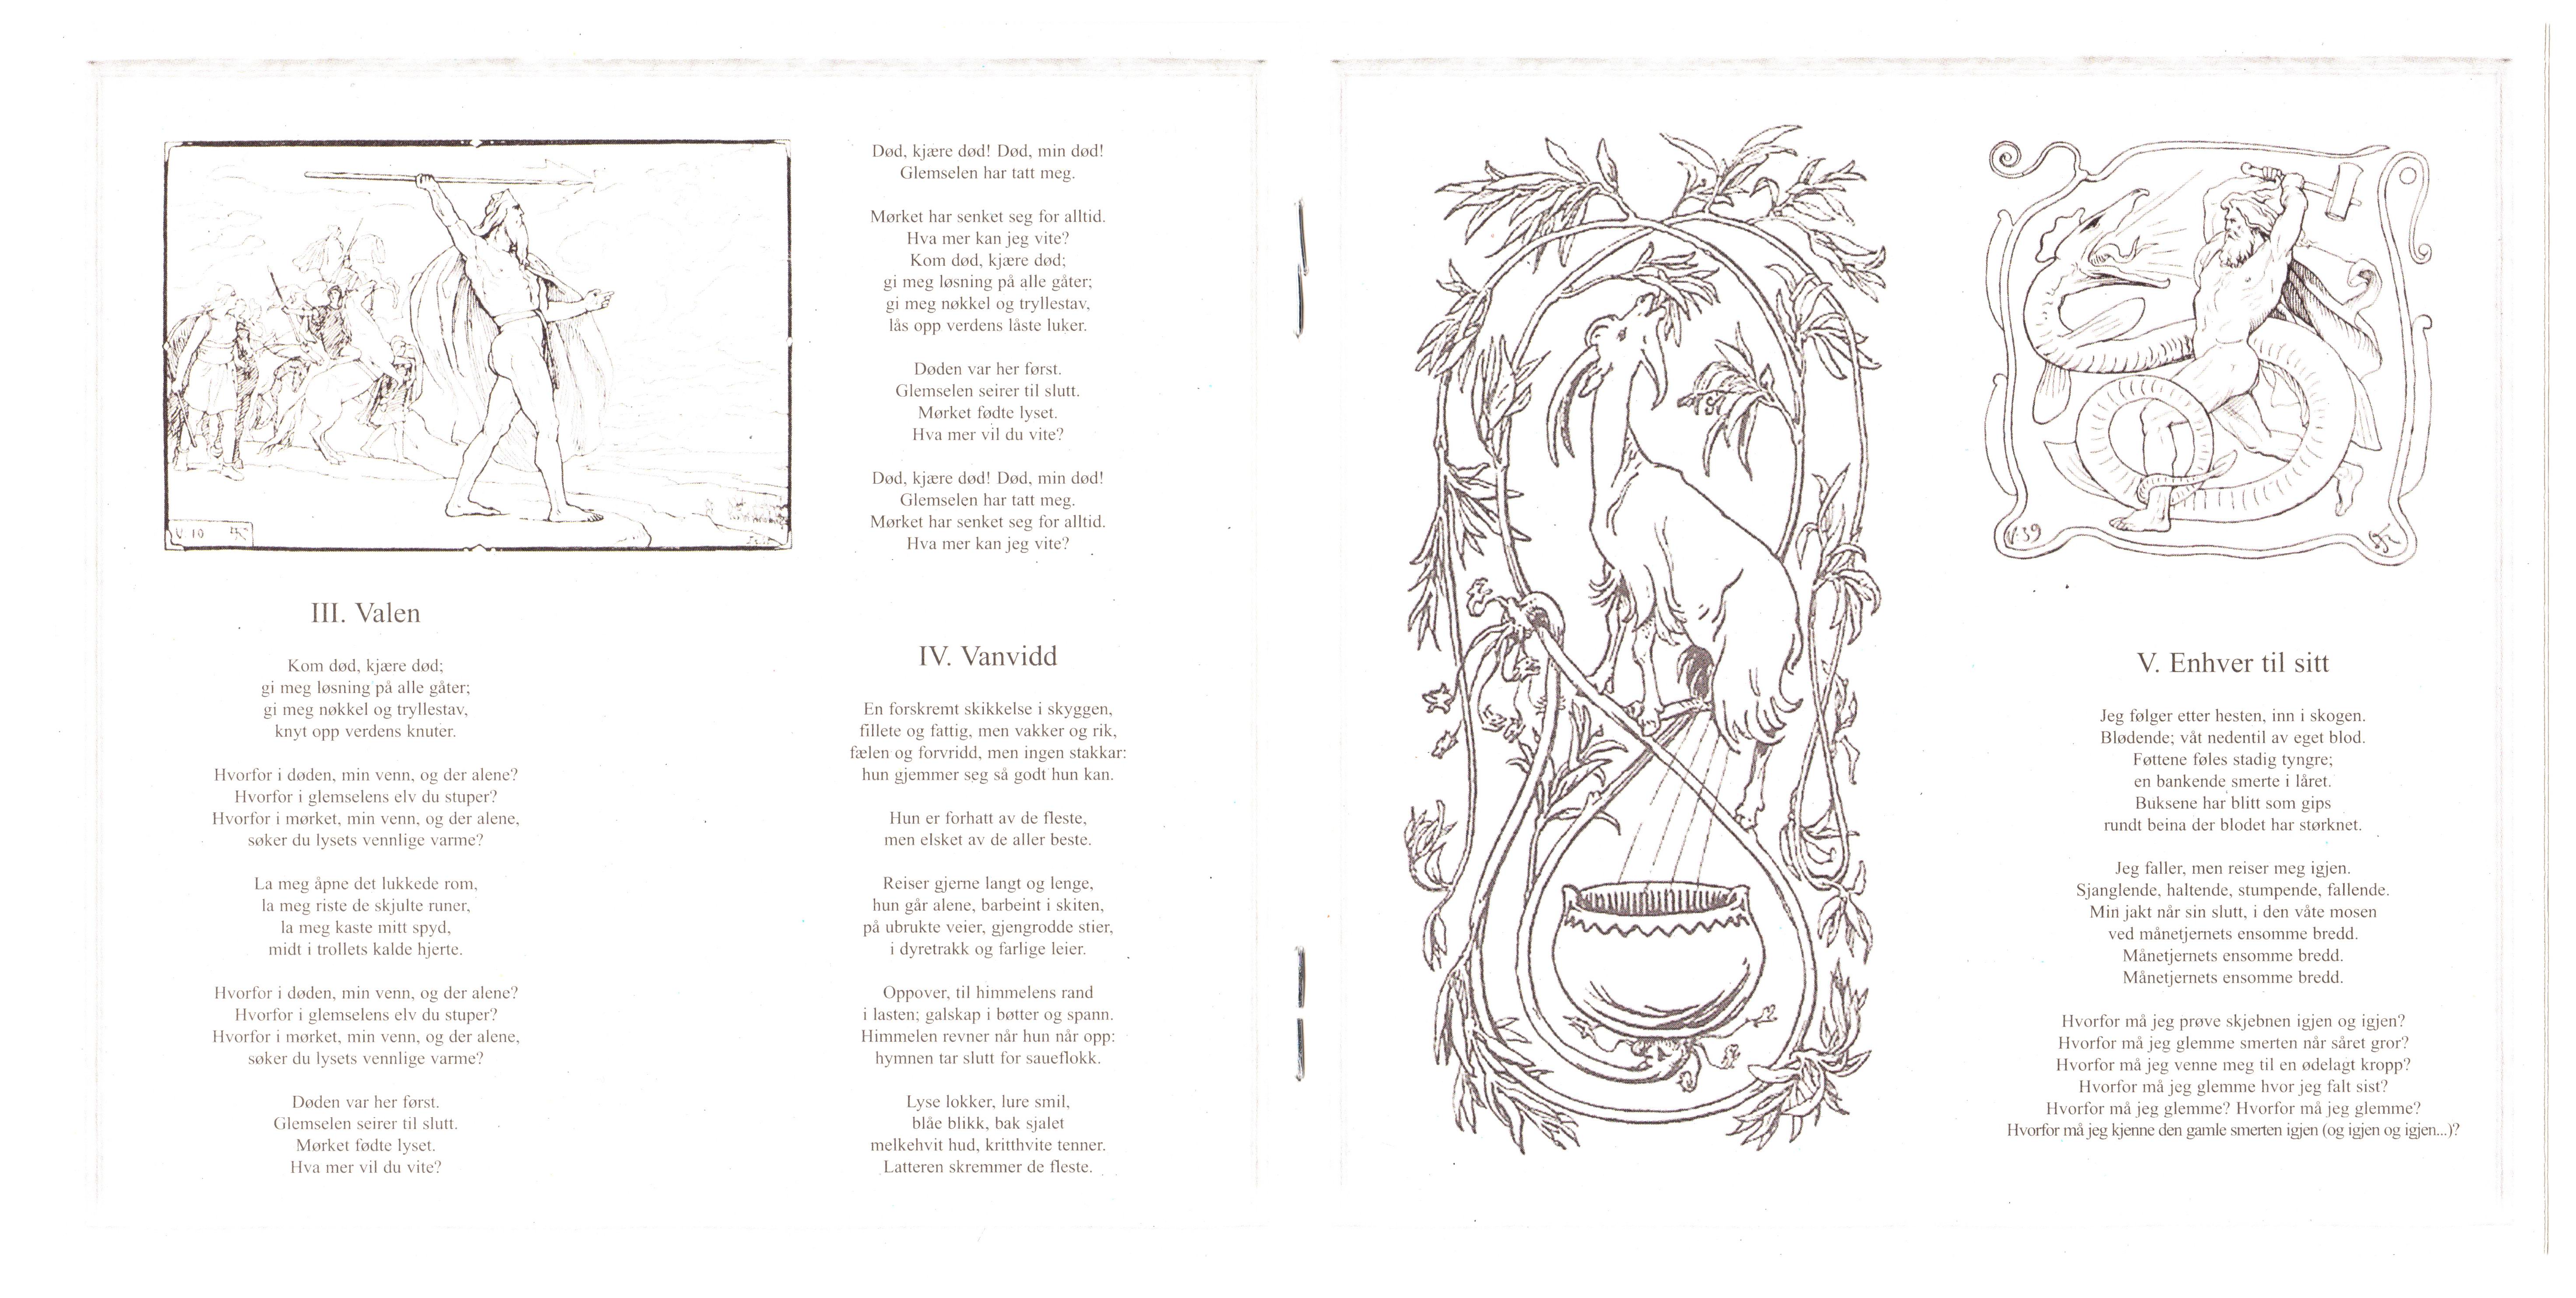 III. Valen
Kom død, kjære død;
gi meg løsning på alle gåter;
gi meg nøkkel og tryllestav,
knyt opp verdens knuter.
Hvorfor i døden, min venn, og der alene?
Hvorfor i glemselens elv du stuper?
Hvorfor i mørket, min venn, og der alene,
søker du lysets vennlige varme?
La meg åpne det lukkede rom,
la meg riste de skjulte runer,
la meg kaste mitt spyd,
midt i trollets kalde hjerte.
Hvorfor i døden, min venn, og der alene?
Hvorfor i glemselens elv du stuper?
Hvorfor i mørket, min venn, og der alene,
søker du lysets vennlige varme?
Døden var her først.
Glemselen seirer til slutt.
Mørket fødte lyset.
Hva mer vil du vite?
Død, kjære død! Død, min død!
Glemselen har tatt meg.
Mørket har senket seg for alltid.
Hva mer kan jeg vite?
Kom død, kjære død;
gi meg løsning på alle gåter;
gi meg nøkkel og tryllestav,
lås opp verdens låste luker.
Døden var her først.
Glemselen seirer til slutt.
Mørket fødte lyset.
Hva mer vil du vite?
Død, kjære død! Død, min død!
Glemselen har tatt meg.
Mørket har senket seg for alltid.
Hva mer kan jeg vite?
IV. Vanvidd
En forskremt skikkelse i skyggen,
fillete og fattig, men vakker og rik,
fælen og forvridd, men ingen stakkar:
hun gjemmer seg så godt hun kan.
Hun er forhatt av de fleste,
men elsket av de aller beste.
Reiser gjerne langt og lenge,
hun går alene, barbeint i skiten,
på ubrukte veier, gjengrodde stier,
i dyretrakk og farlige leier.
Oppover, til himmelens rand
i lasten; galskap i bøtter og spann.
Himmelen revner når hun når opp:
hymnen tar slutt for saueflokk.
Lyse lokker, lure smil,
blåe blikk, bak sjalet
melkehvit hud, kritthvite tenner.
Latteren skremmer de fleste.
V. Enhver til sitt
Jeg følger etter hesten, inn i skogen.
Blødende; våt nedentil av eget blod.
Føttene føles stadig tyngre;
en bankende smerte i låret.
Buksene har blitt som gips
rundt beina der blodet har størknet.
Jeg faller, men reiser meg igjen.
Sjanglende, haltende, stumpende, fallende.
Min jakt når sin slutt, i den våte mosen
ved månetjernets ensomme bredd.
Månetjernets ensomme bredd.
Månetjernets ensomme bredd.
Hvorfor må jeg prøve skjebnen igjen og igjen?
Hvorfor må jeg glemme smerten når såret gror?
Hvorfor må jeg venne meg til en ødelagt kropp?
Hvorfor må jeg glemme hvor jeg falt sist?
Hvorfor må jeg glemme? Hvorfor må jeg glemme?
Hvorfor må jeg kjenne den gamle smerten igjen (og igjen og igjen...)?
V. 10
V. 39